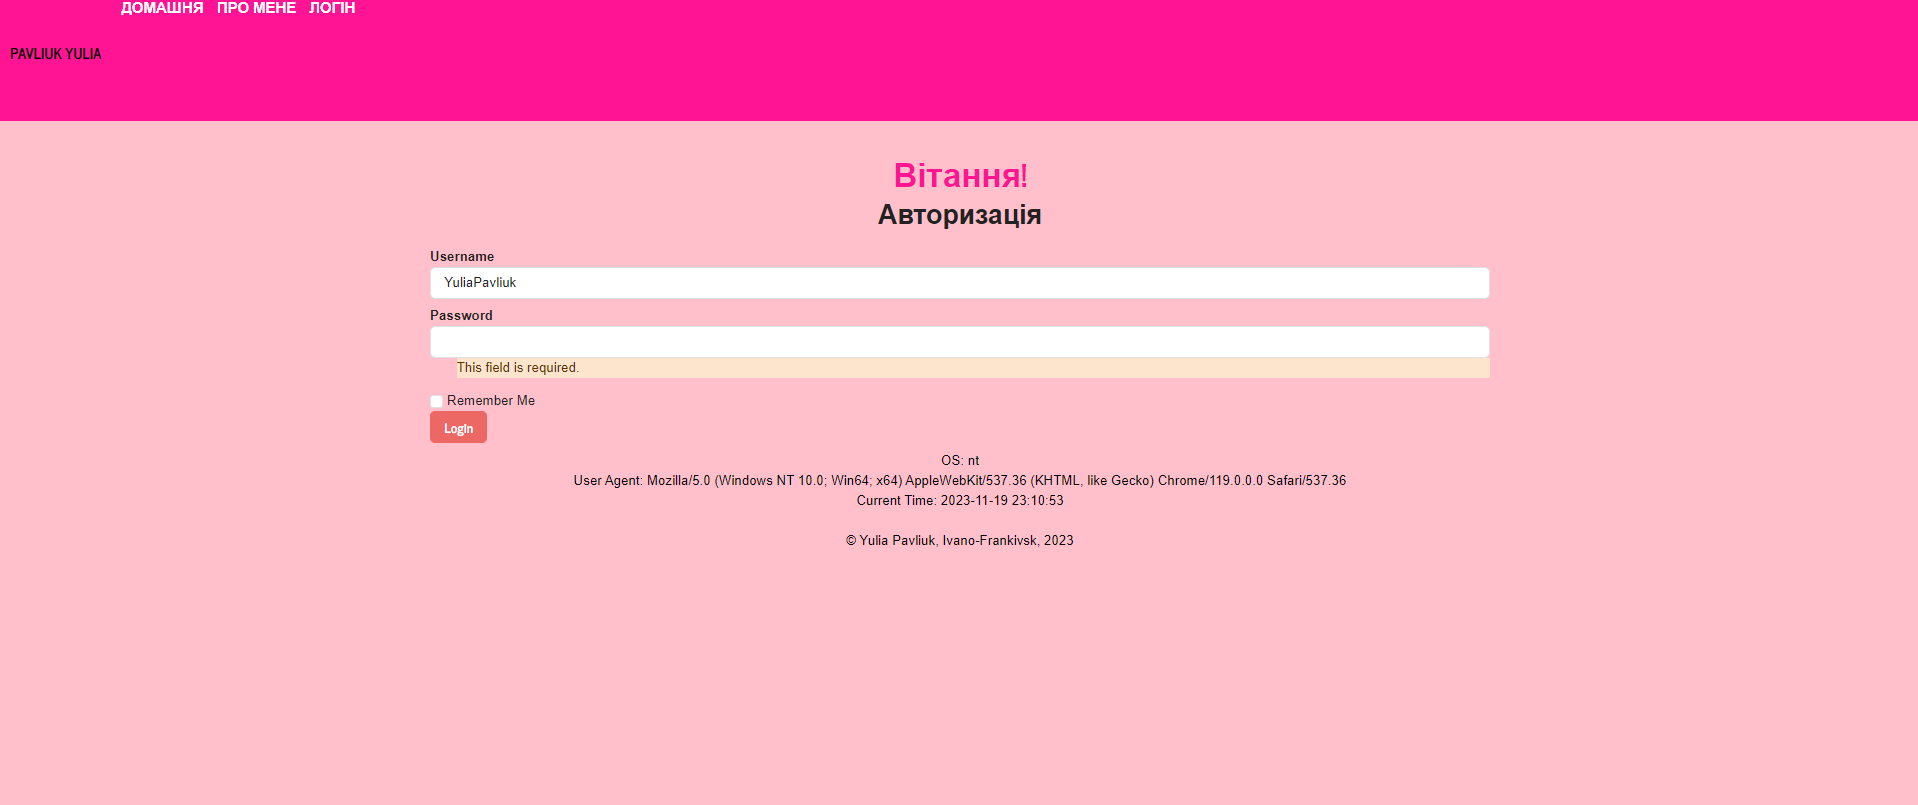 ДОМАШНЯ ПРО МЕНЕ ЛОГІН
PAVLIUK YULIA
Вітання!
Авторизація
Username
YuliaPavliuk
Password
This field is required.
Remember Me
Login
OS: nt
User Agent: Mozilla/5.0 (Windows NT 10.0; Win64; x64) AppleWebKit/537.36 (KHTML, like Gecko) Chrome/119.0.0.0 Safari/537.36
Current Time: 2023-11-19 23:10:53
© Yulia Pavliuk, Ivano-Frankivsk, 2023